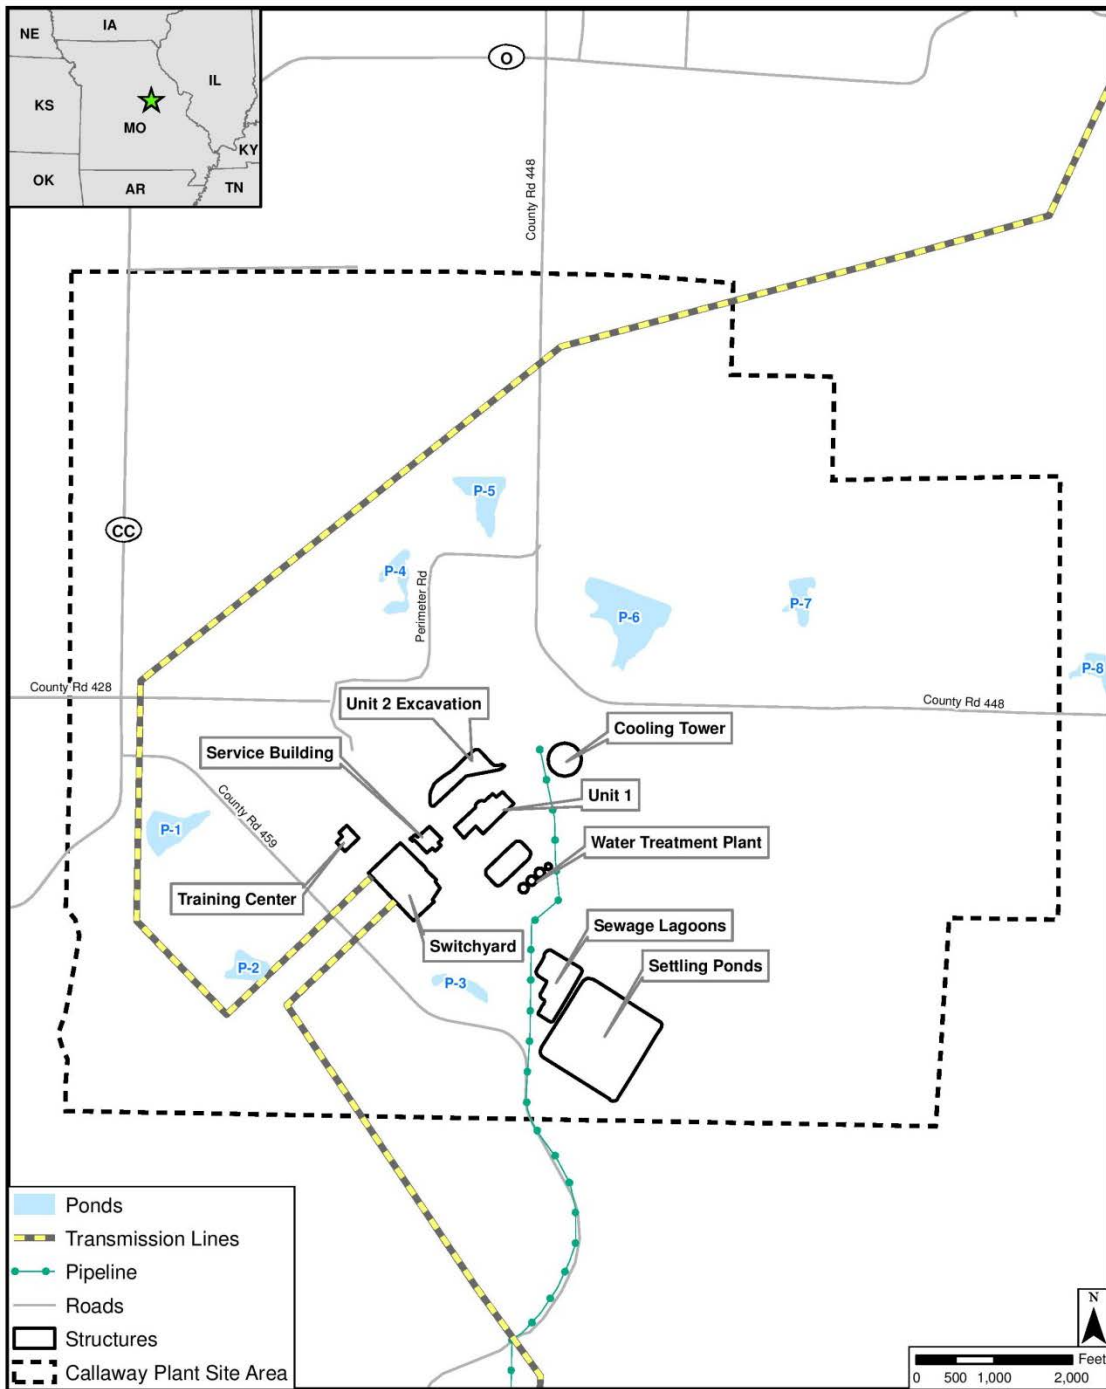 IA
NE
IL
KS
MO
KY
OK
AR
TN
O
County Rd 448
P-5
CC
P-4
Perimeter Rd
P-7
P-6
P-8
County Rd 428
County Rd 448
Unit 2 Excavation
Cooling Tower
Service Building
Unit 1
County Rd 459
P-1
Water Treatment Plant
Training Center
Sewage Lagoons
Switchyard
P-2
Settling Ponds
P-3
Ponds
Transmission Lines
Pipeline
Roads
Structures
Callaway Plant Site Area
N
Feet
0 500 1,000 2,000